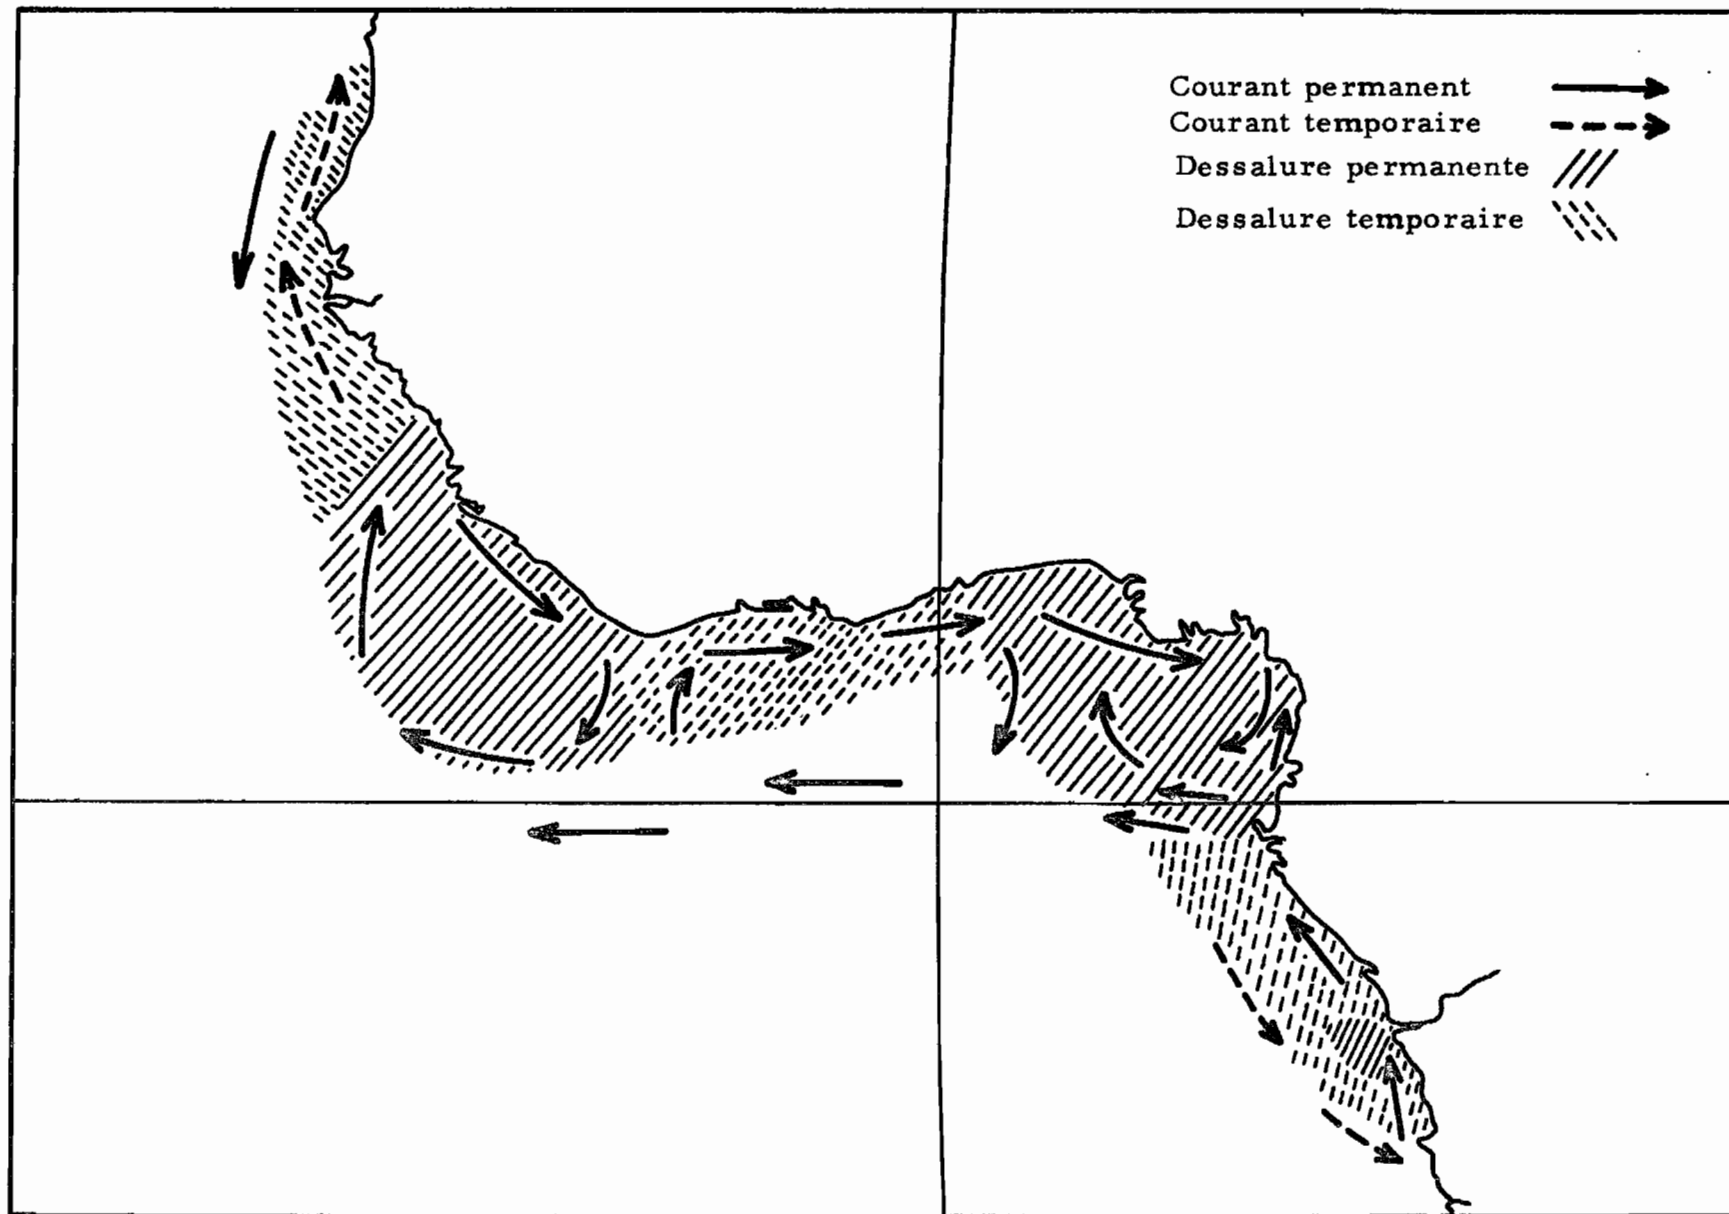 Courant permanent
Courant temporaire
Dessalure permanente
Dessalure temporaire